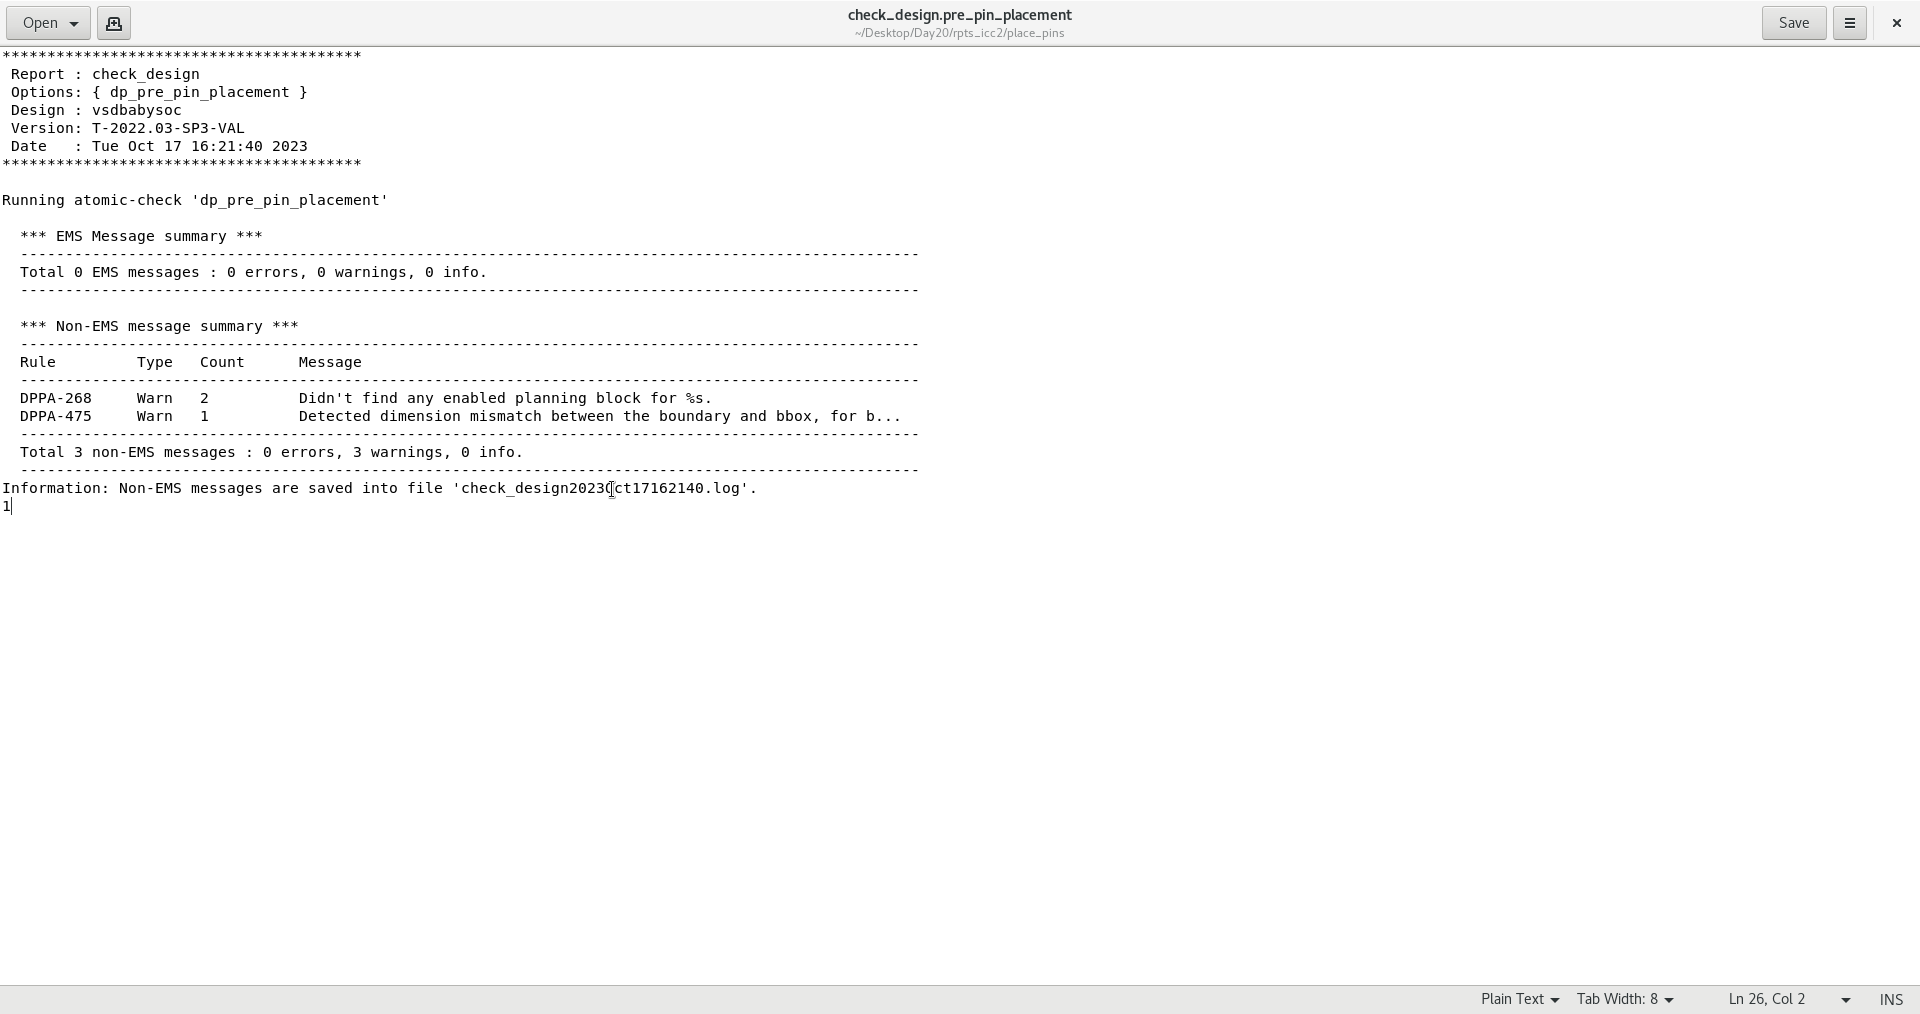 Open
check_design.pre_pin_placement
~/Desktop/Day20/rpts_icc2/place_pins
Save
****************************************
Report : check_design
Options: { dp_pre_pin_placement }
Design : vsdbabysoc
Version: T-2022.03-SP3-VAL
Date   : Tue Oct 17 16:21:40 2023
****************************************
Running atomic-check 'dp_pre_pin_placement'
*** EMS Message summary ***
----------------------------------------------------------------------------------------------------
Total 0 EMS messages : 0 errors, 0 warnings, 0 info.
----------------------------------------------------------------------------------------------------
*** Non-EMS message summary ***
----------------------------------------------------------------------------------------------------
Rule         Type   Count      Message
----------------------------------------------------------------------------------------------------
DPPA-268     Warn   2          Didn't find any enabled planning block for %s.
DPPA-475     Warn   1          Detected dimension mismatch between the boundary and bbox, for b...
----------------------------------------------------------------------------------------------------
Total 3 non-EMS messages : 0 errors, 3 warnings, 0 info.
----------------------------------------------------------------------------------------------------
Information: Non-EMS messages are saved into file 'check_design2023Oct17162140.log'.
1
Plain Text   Tab Width: 8   Ln 26, Col 2   INS